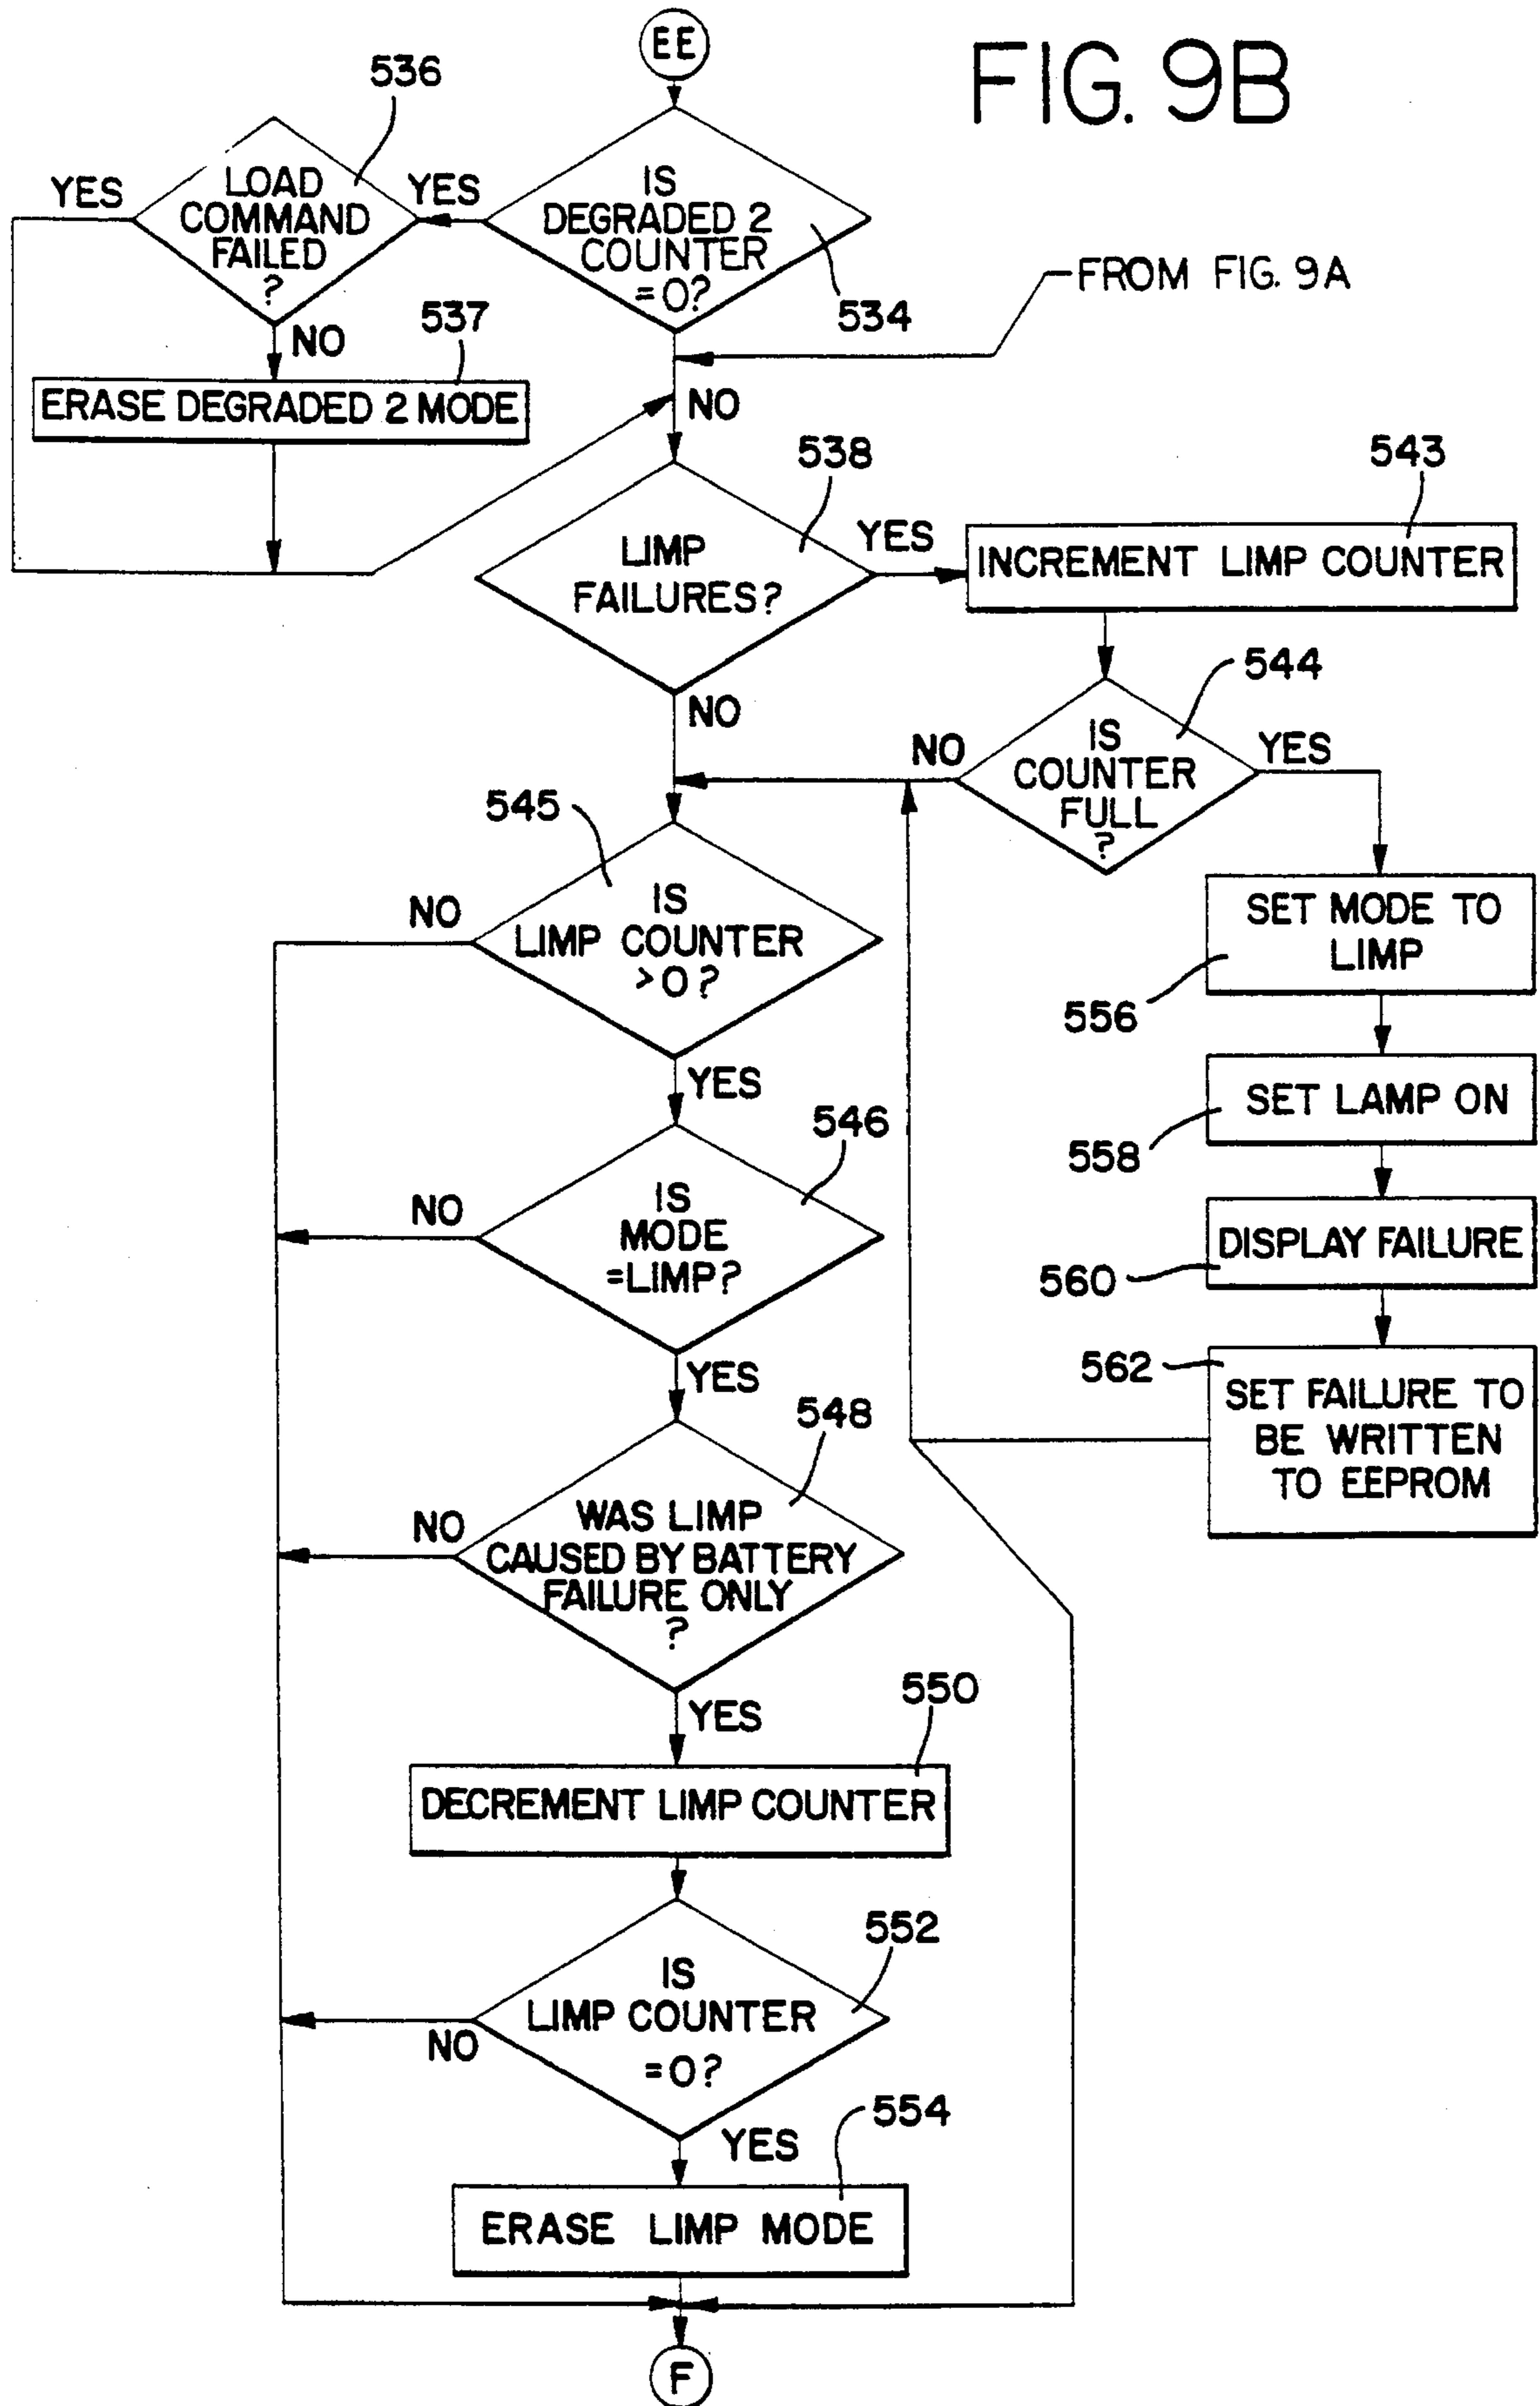 FIG. 9B
EE
536
YES
LOAD
COMMAND
FAILED
?
YES
IS
DEGRADED 2
COUNTER
=0?
534
FROM FIG. 9A
NO
537
ERASE DEGRADED 2 MODE
NO
538
LIMP
FAILURES?
YES
543
INCREMENT LIMP COUNTER
NO
544
IS
COUNTER
FULL
?
NO
YES
545
IS
LIMP COUNTER
>0?
NO
YES
SET MODE TO
LIMP
556
SET LAMP ON
558
DISPLAY FAILURE
560
562
SET FAILURE TO
BE WRITTEN
TO EEPROM
546
IS
MODE
=LIMP?
NO
YES
548
WAS LIMP
CAUSED BY BATTERY
FAILURE ONLY
?
NO
YES
550
DECREMENT LIMP COUNTER
552
IS
LIMP COUNTER
=0?
NO
YES
554
ERASE LIMP MODE
F